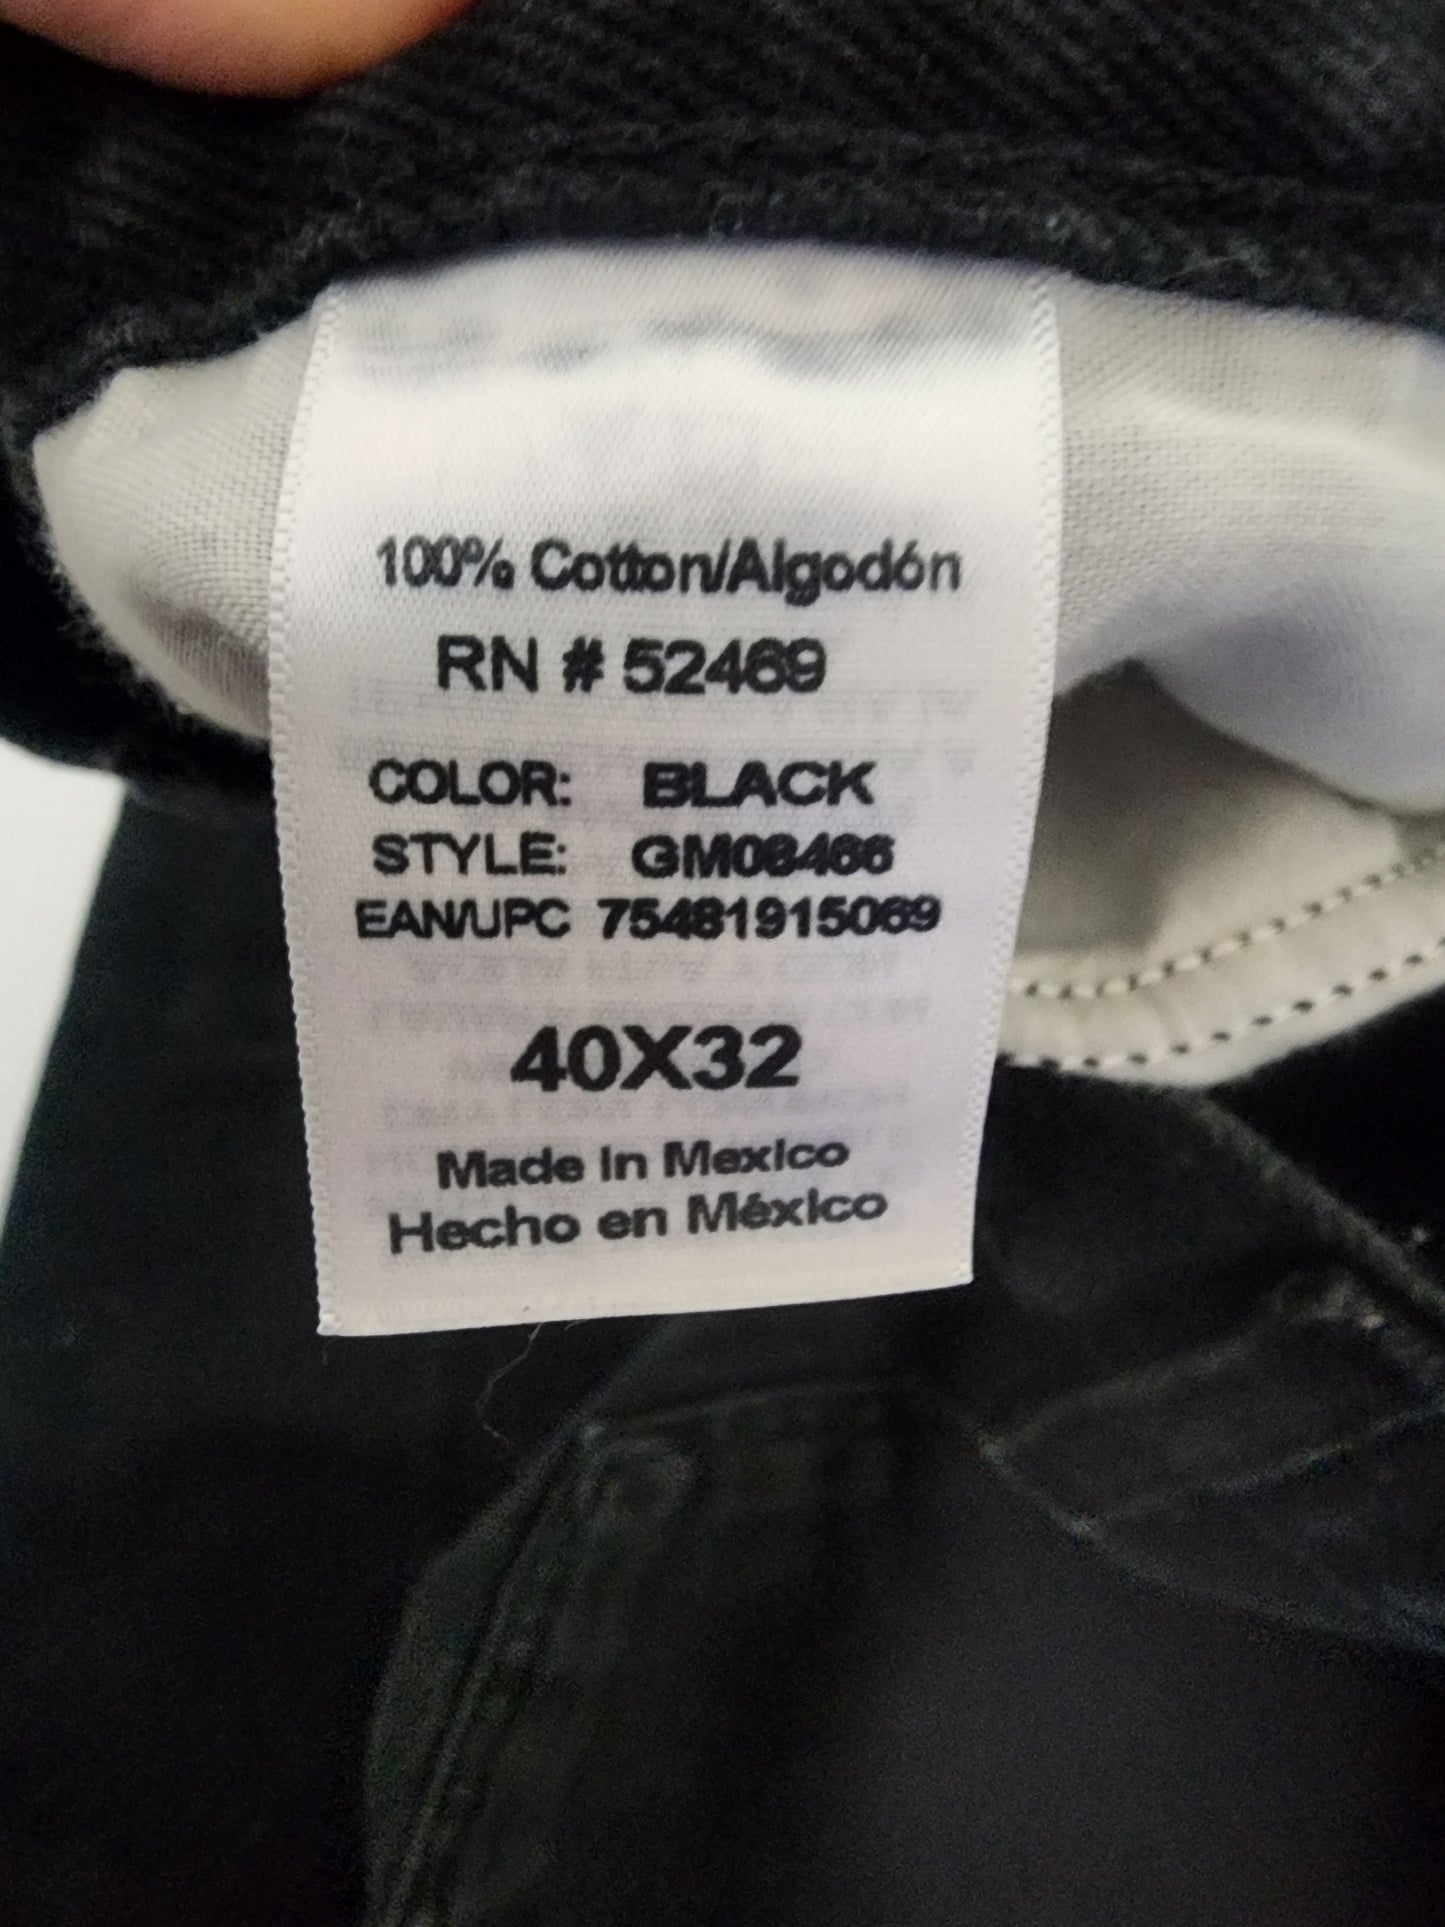 100% Cotton/Algodón
RN # 52469
COLOR: BLACK
STYLE: GM08466
EAN/UPC 75481915069
40X32
Made In Mexico
Hecho en México